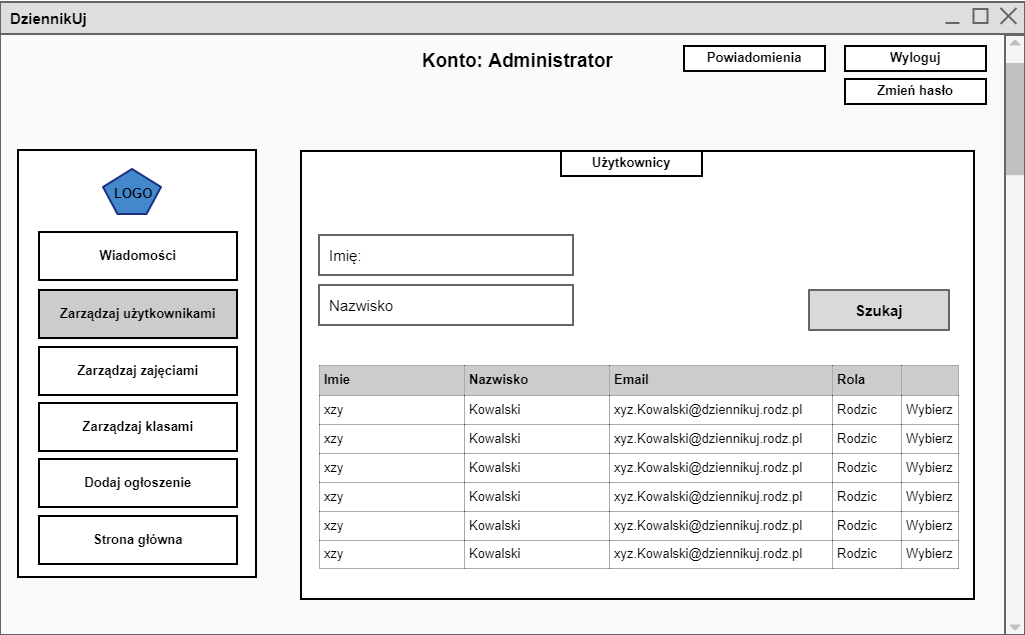 DziennikUj
Konto: Administrator
Powiadomienia
Wyloguj
Zmień hasło
LOGO
Wiadomości
Zarządzaj użytkownikami
Zarządzaj zajęciami
Zarządzaj klasami
Dodaj ogłoszenie
Strona główna
Użytkownicy
Imię:
Nazwisko
Szukaj
Imie Nazwisko Email Rola
xzy Kowalski xyz.Kowalski@dziennikuj.rodz.pl Rodzic Wybierz
xzy Kowalski xyz.Kowalski@dziennikuj.rodz.pl Rodzic Wybierz
xzy Kowalski xyz.Kowalski@dziennikuj.rodz.pl Rodzic Wybierz
xzy Kowalski xyz.Kowalski@dziennikuj.rodz.pl Rodzic Wybierz
xzy Kowalski xyz.Kowalski@dziennikuj.rodz.pl Rodzic Wybierz
xzy Kowalski xyz.Kowalski@dziennikuj.rodz.pl Rodzic Wybierz